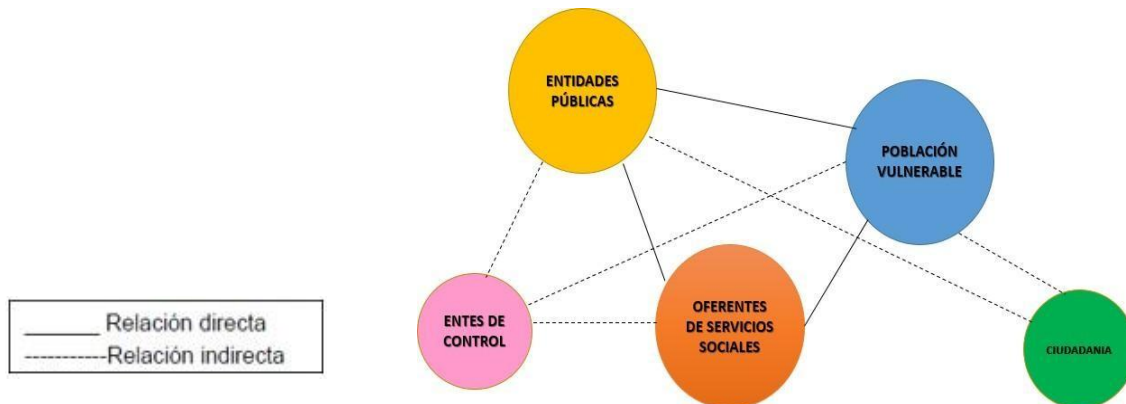 ENTIDADES
PÚBLICAS
POBLACIÓN
VULNERABLE
ENTES DE
CONTROL
OFERENTES
DE SERVICIOS
SOCIALES
CIUDADANIA
Relación directa
Relación indirecta